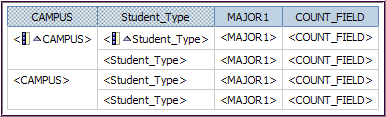 CAMPUS Student_Type MAJOR1 COUNT_FIELD
<CAMPUS> <Student_Type> <MAJOR1> <COUNT_FIELD>
<Student_Type> <MAJOR1> <COUNT_FIELD>
<CAMPUS> <Student_Type> <MAJOR1> <COUNT_FIELD>
<Student_Type> <MAJOR1> <COUNT_FIELD>